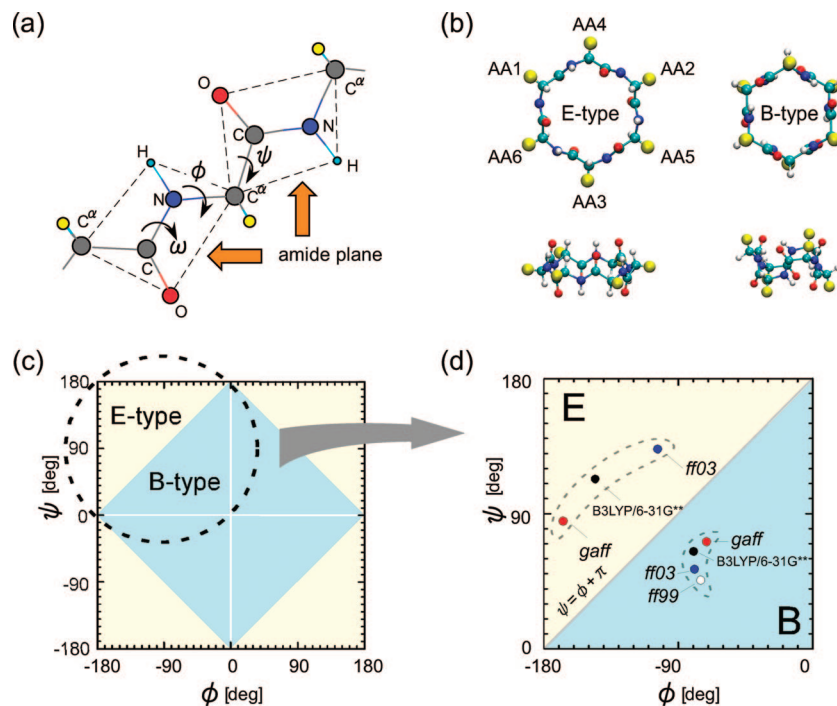 (a)
O
C^α
C
N
H
ψ
H
ϕ
N
C^α
C^α
C
ω
O
amide plane
(b)
AA4
AA1
AA2
E-type
AA6
AA5
AA3
B-type
(c)
180
90
0
-90
-180
ψ [deg]
E-type
B-type
-180
-90
0
90
180
ϕ [deg]
(d)
180
90
0
ψ [deg]
E
ff03
B3LYP/6-31G**
gaff
gaff
B3LYP/6-31G**
ff03
ff99
ψ = ϕ + π
B
-180
-90
0
ϕ [deg]